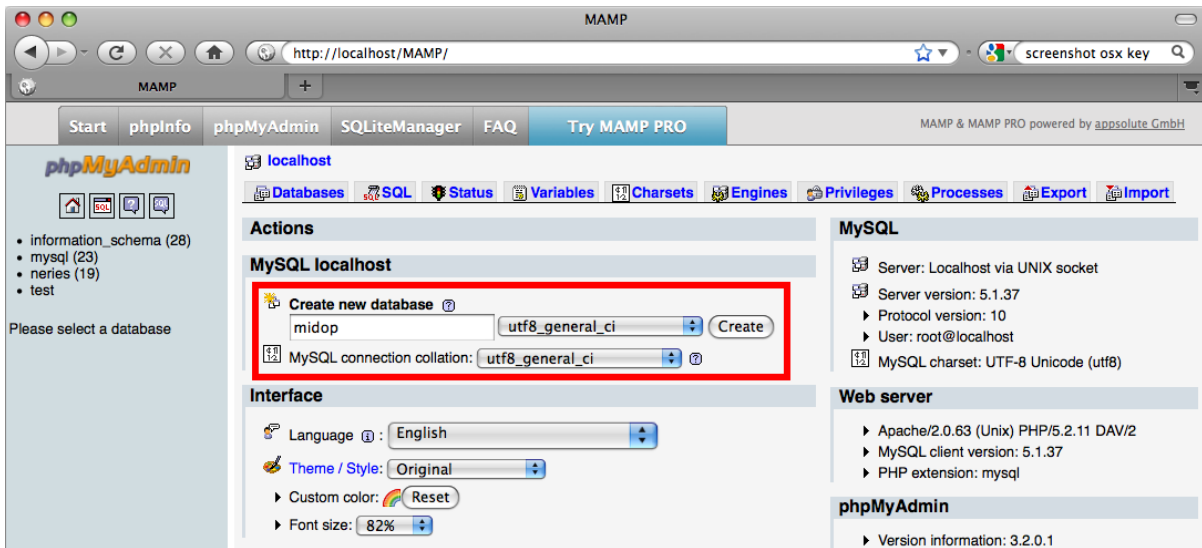 MAMP
http://localhost/MAMP/
screenshot osx key
MAMP
Start phpInfo phpMyAdmin SQLiteManager FAQ Try MAMP PRO
MAMP & MAMP PRO powered by appsolute GmbH
phpMyAdmin
SQL
SQL
information_schema (28)
mysql (23)
neries (19)
test
Please select a database
localhost
Databases SQL Status Variables Charsets Engines Privileges Processes Export Import
Actions
MySQL localhost
Create new database
midop utf8_general_ci Create
MySQL connection collation: utf8_general_ci
Interface
Language : English
Theme / Style: Original
Custom color: Reset
Font size: 82%
MySQL
Server: Localhost via UNIX socket
Server version: 5.1.37
Protocol version: 10
User: root@localhost
MySQL charset: UTF-8 Unicode (utf8)
Web server
Apache/2.0.63 (Unix) PHP/5.2.11 DAV/2
MySQL client version: 5.1.37
PHP extension: mysql
phpMyAdmin
Version information: 3.2.0.1